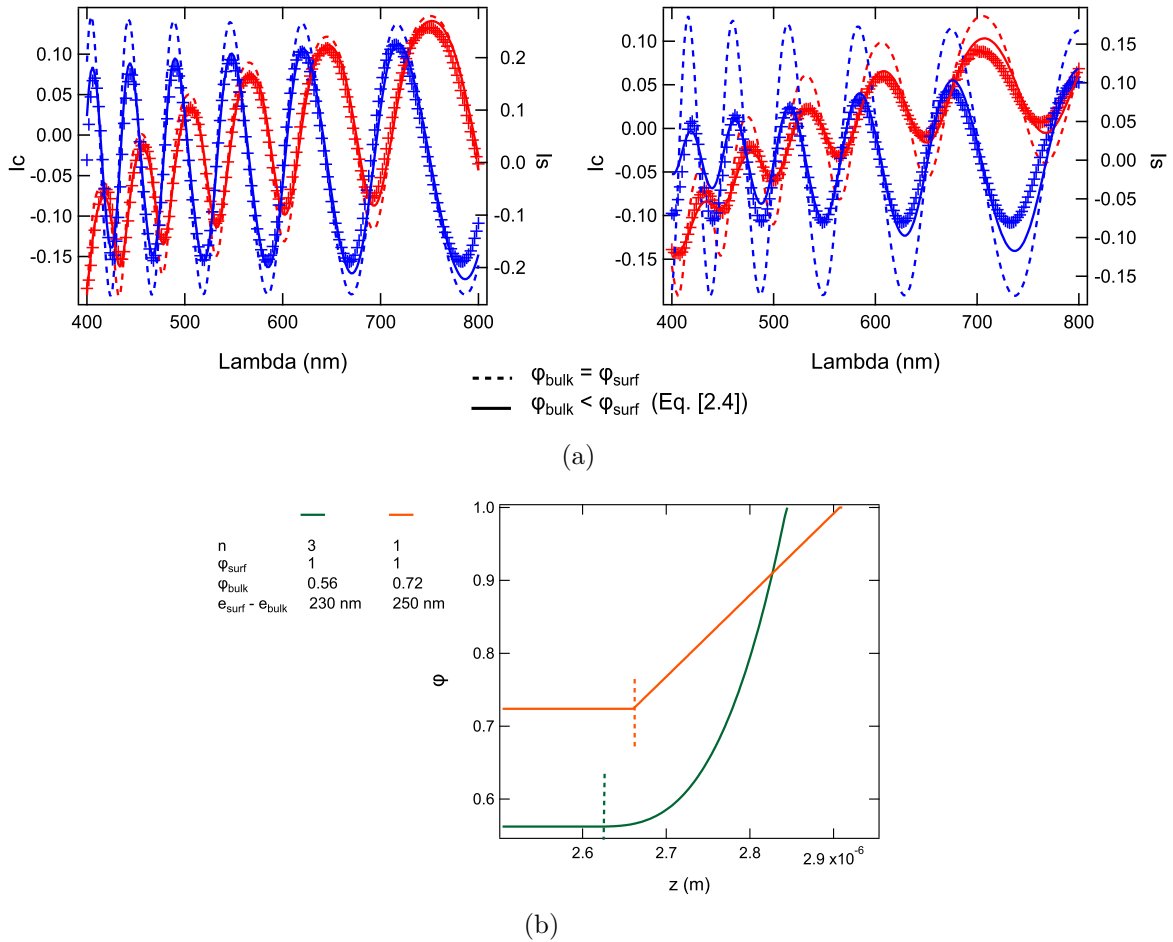 Ic
0.10
0.05
0.00
-0.05
-0.10
-0.15
400 500 600 700 800
Lambda (nm)
0.2
0.1
0.0
-0.1
-0.2
Is
Ic
0.10
0.05
0.00
-0.05
-0.10
-0.15
400 500 600 700 800
Lambda (nm)
0.15
0.10
0.05
0.00
-0.05
-0.10
-0.15
Is
φbulk = φsurf
φbulk < φsurf (Eq. [2.4])
(a)
n 3 1
φsurf 1 1
φbulk 0.56 0.72
esurf - ebulk 230 nm 250 nm
φ
1.0
0.9
0.8
0.7
0.6
2.6 2.7 2.8 2.9 x10-6
z (m)
(b)